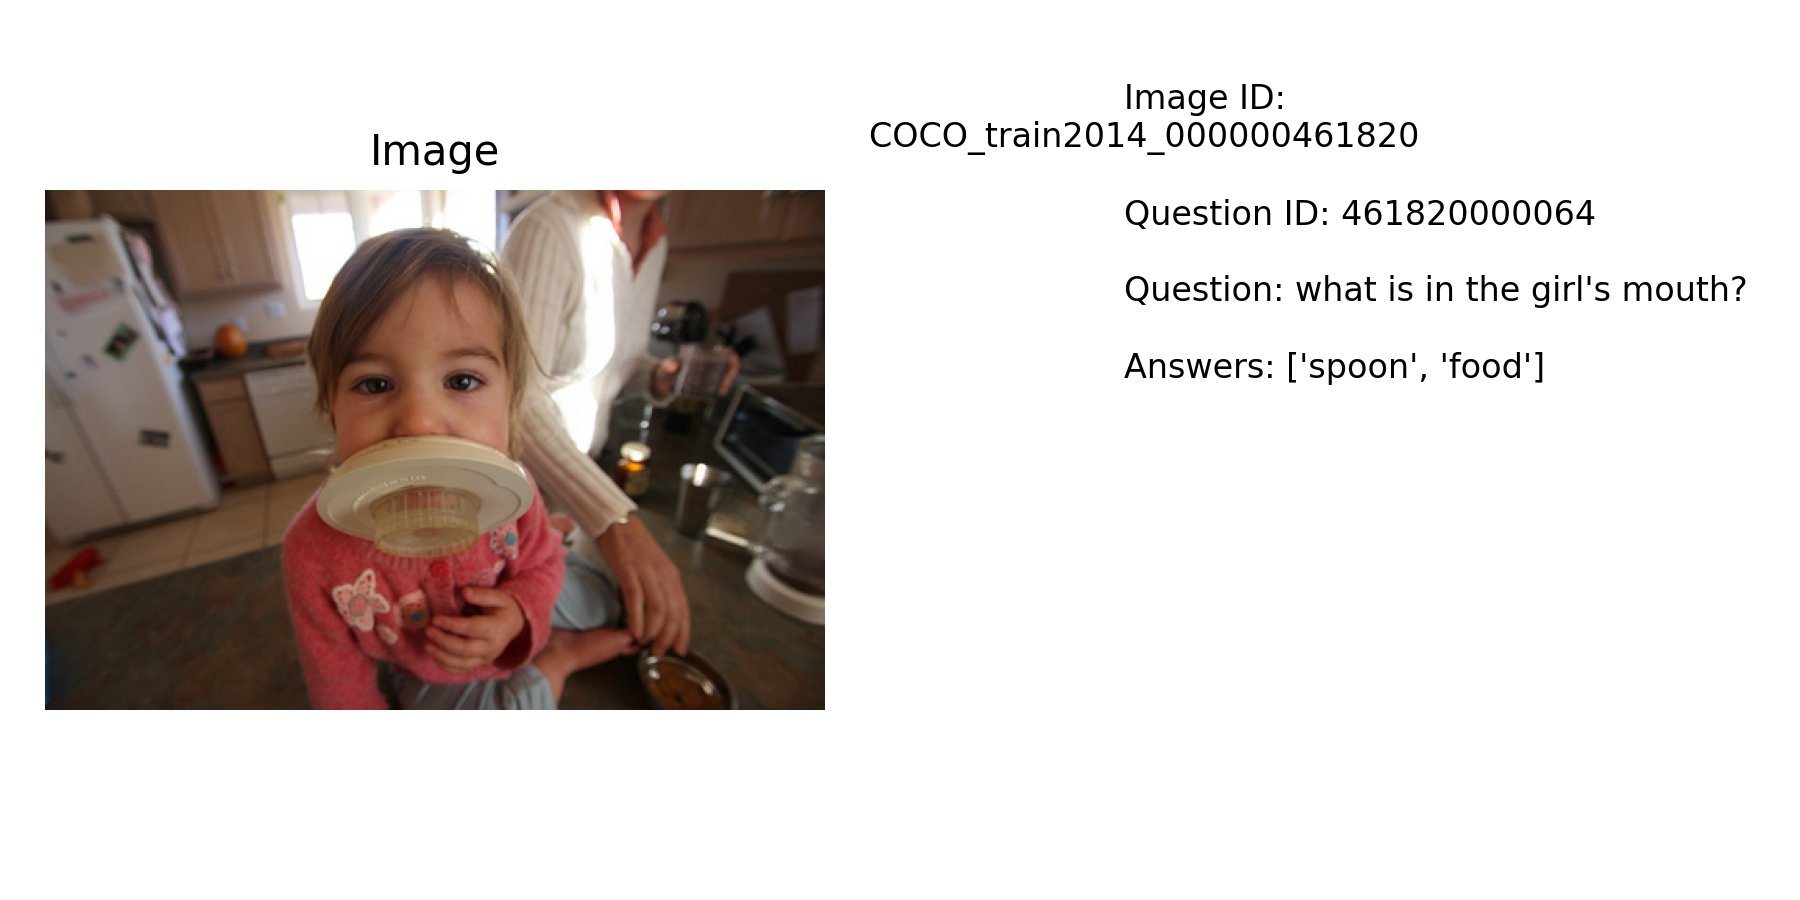 Image
Image ID:
COCO_train2014_000000461820
Question ID: 461820000064
Question: what is in the girl's mouth?
Answers: ['spoon', 'food']